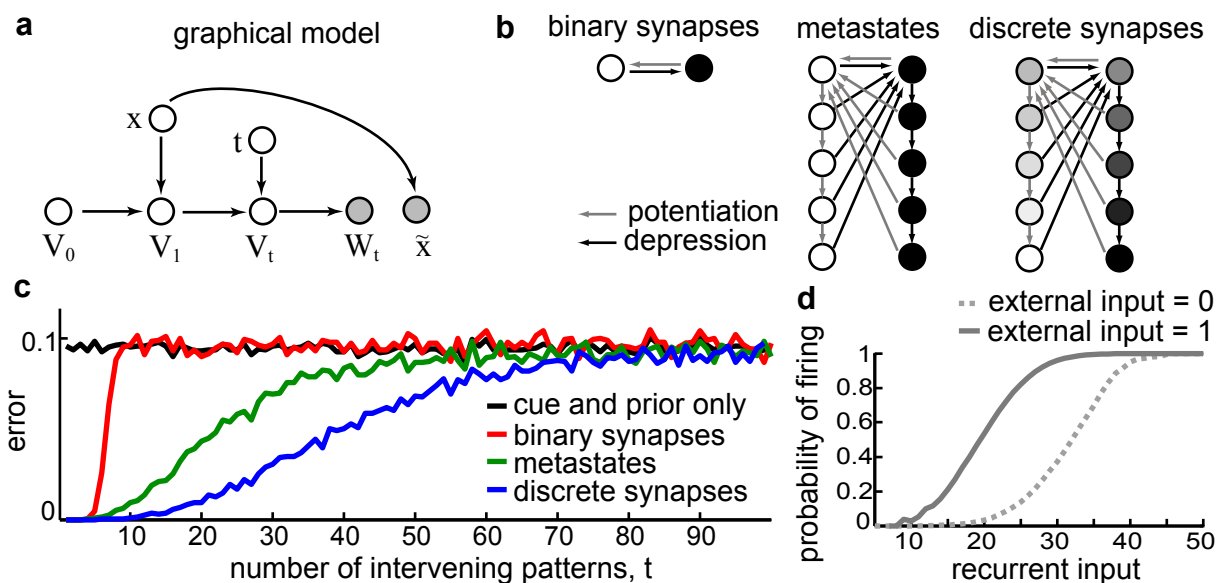 a
graphical model
x
t
V0
V1
Vt
Wt
x̃
b
binary synapses
metastates
discrete synapses
potentiation
depression
c
error
0.1
0
10 20 30 40 50 60 70 80 90
number of intervening patterns, t
cue and prior only
binary synapses
metastates
discrete synapses
d
external input = 0
external input = 1
probability of firing
1
0.8
0.6
0.4
0.2
0
10 20 30 40 50
recurrent input